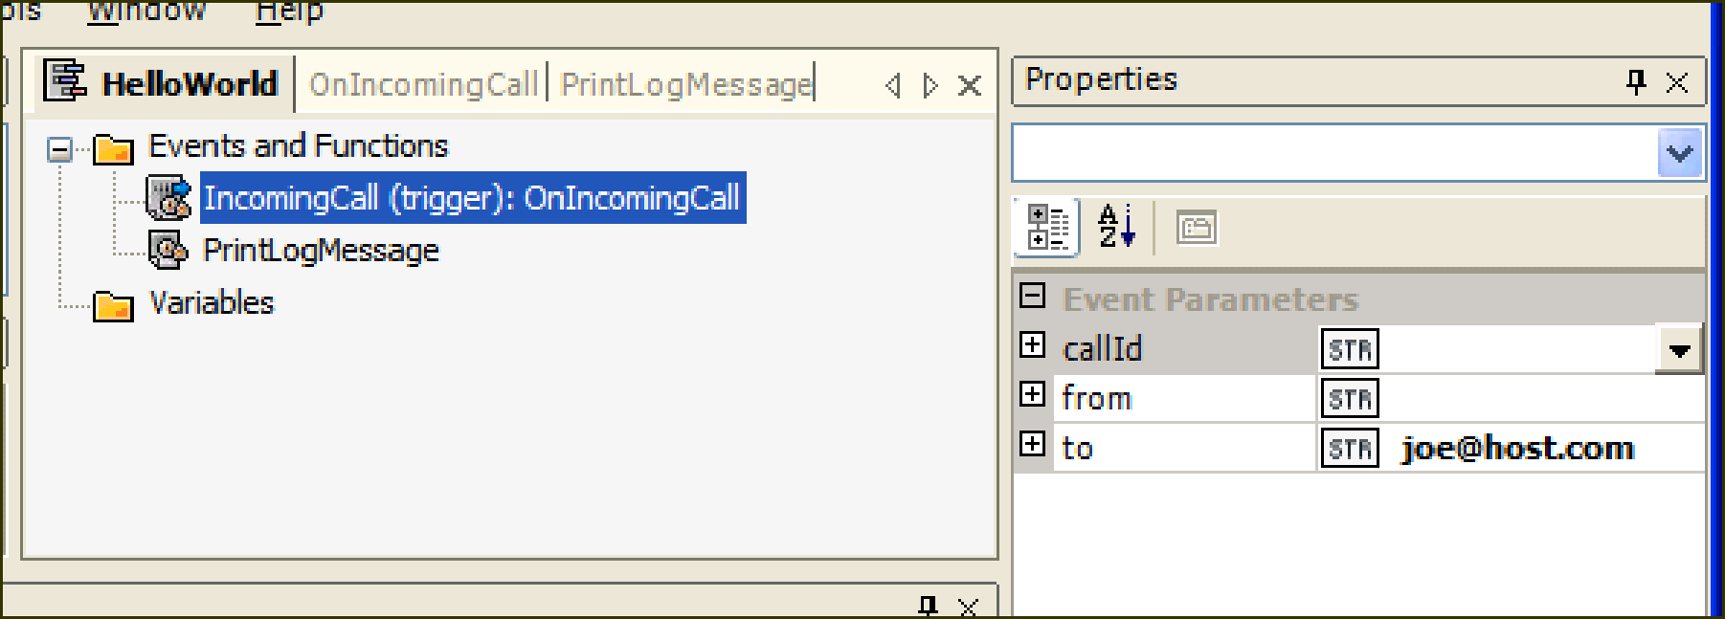 ols Window Help
HelloWorld OnIncomingCall PrintLogMessage
Events and Functions
IncomingCall (trigger): OnIncomingCall
PrintLogMessage
Variables
Properties
A
Z
Event Parameters
callId STR
from STR
to STR joe@host.com